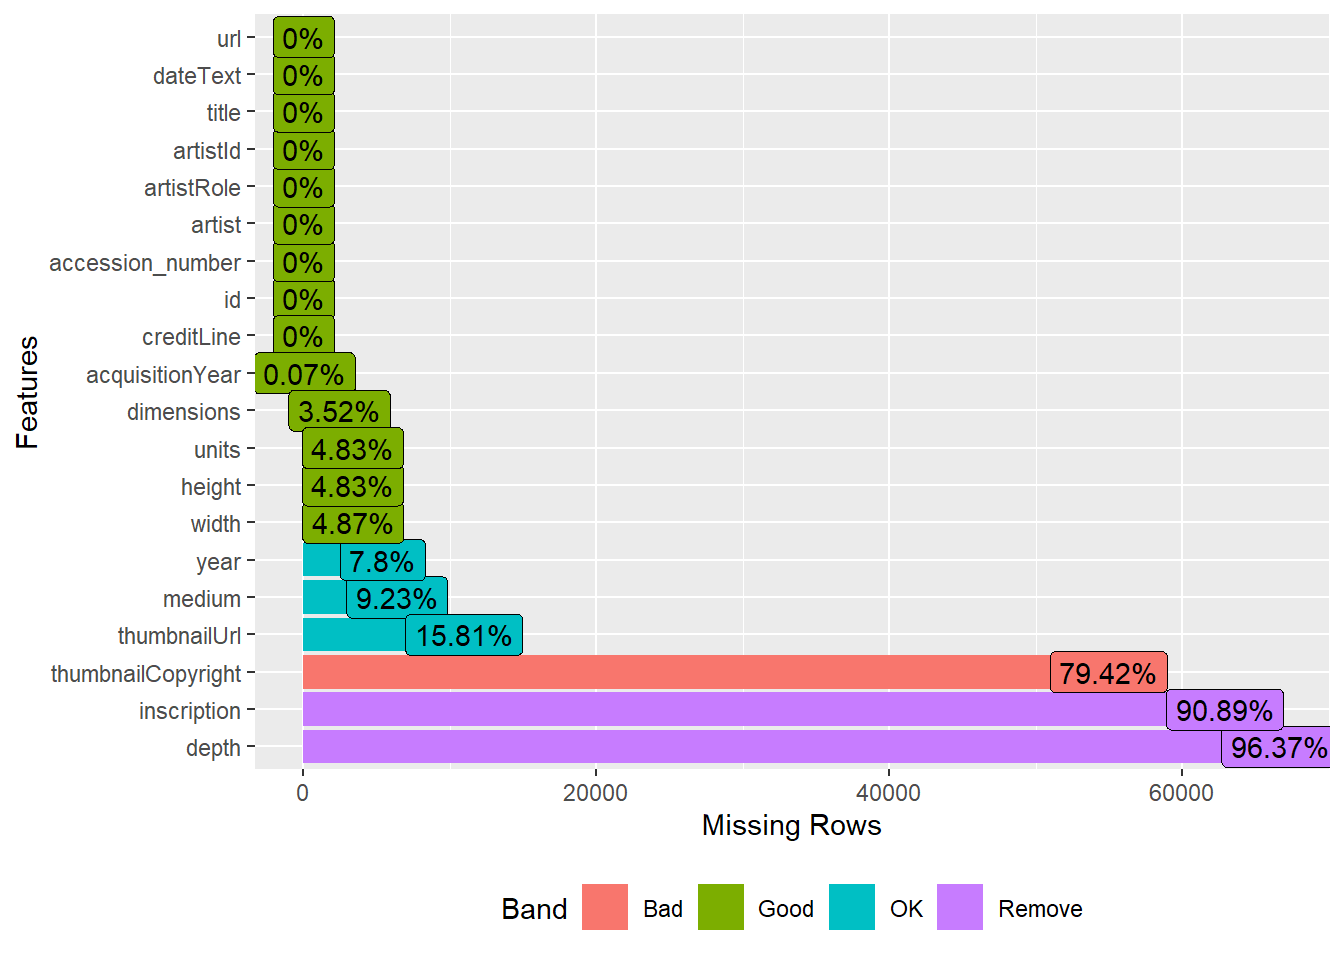 Features
url 0%
dateText 0%
title 0%
artistId 0%
artistRole 0%
artist 0%
accession_number 0%
id 0%
creditLine 0%
acquisitionYear 0.07%
dimensions 3.52%
units 4.83%
height 4.83%
width 4.87%
year 7.8%
medium 9.23%
thumbnailUrl 15.81%
thumbnailCopyright 79.42%
inscription 90.89%
depth 96.37%
0 20000 40000 60000
Missing Rows
Band Bad Good OK Remove